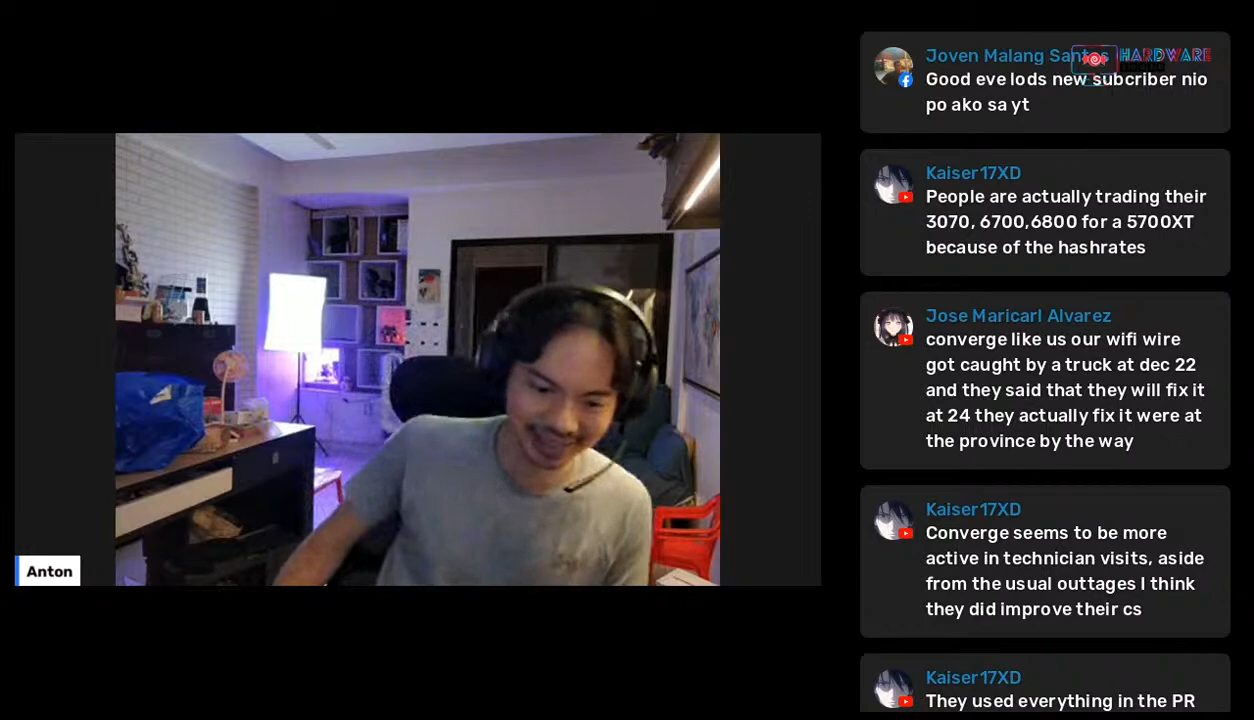 Joven Malang Santos
HARDWARE
Good eve lods new subcriber nio
po ako sa yt
Kaiser17XD
People are actually trading their
3070, 6700,6800 for a 5700XT
because of the hashrates
Jose Maricarl Alvarez
converge like us our wifi wire
got caught by a truck at dec 22
and they said that they will fix it
at 24 they actually fix it were at
the province by the way
Kaiser17XD
Converge seems to be more
active in technician visits, aside
from the usual outtages I think
they did improve their cs
Kaiser17XD
They used everything in the PR
Anton